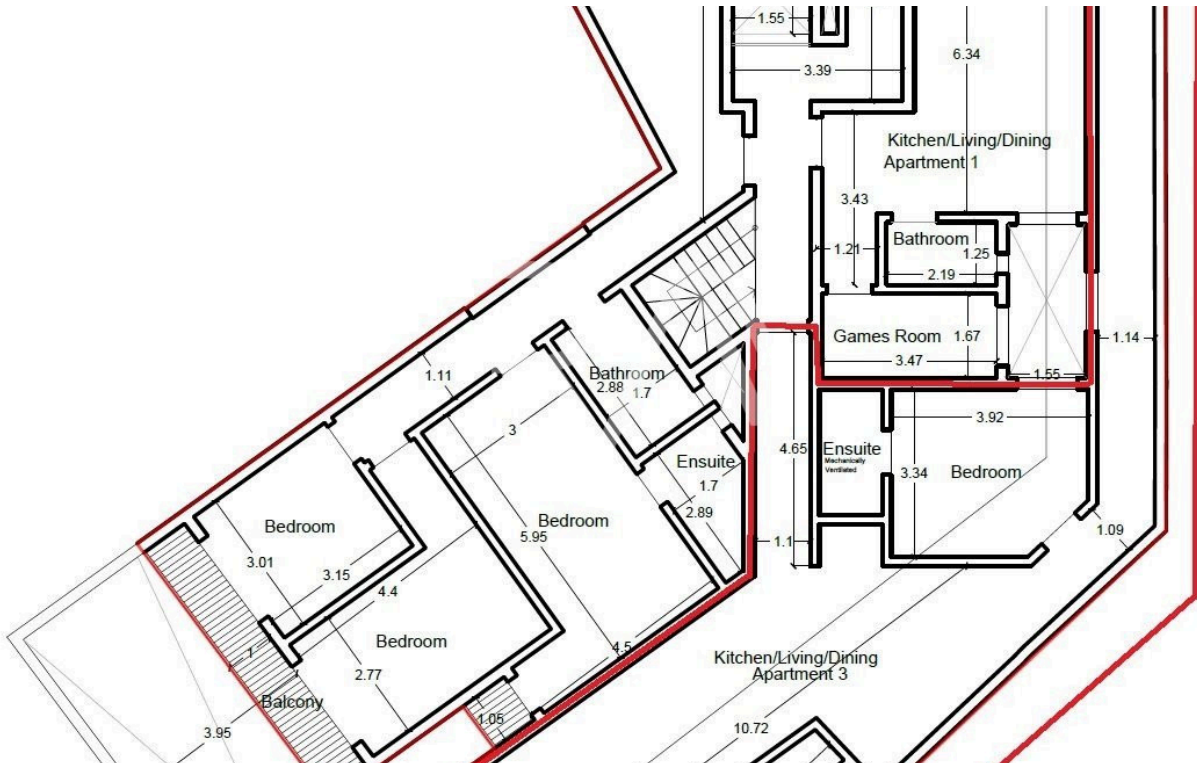 1.55
3.39
6.34
Kitchen/Living/Dining
Apartment 1
3.43
1.21
Bathroom
1.25
2.19
Games Room
1.67
3.47
1.55
1.14
1.11
Bathroom
2.88
1.7
3
3.92
4.65
Ensuite
Mechanically
Ventilated
3.34
Bedroom
Ensuite
1.7
2.89
Bedroom
5.95
1.1
1.09
Bedroom
3.01
3.15
4.4
Bedroom
2.77
4.5
1
Balcony
3.95
1.05
Kitchen/Living/Dining
Apartment 3
10.72